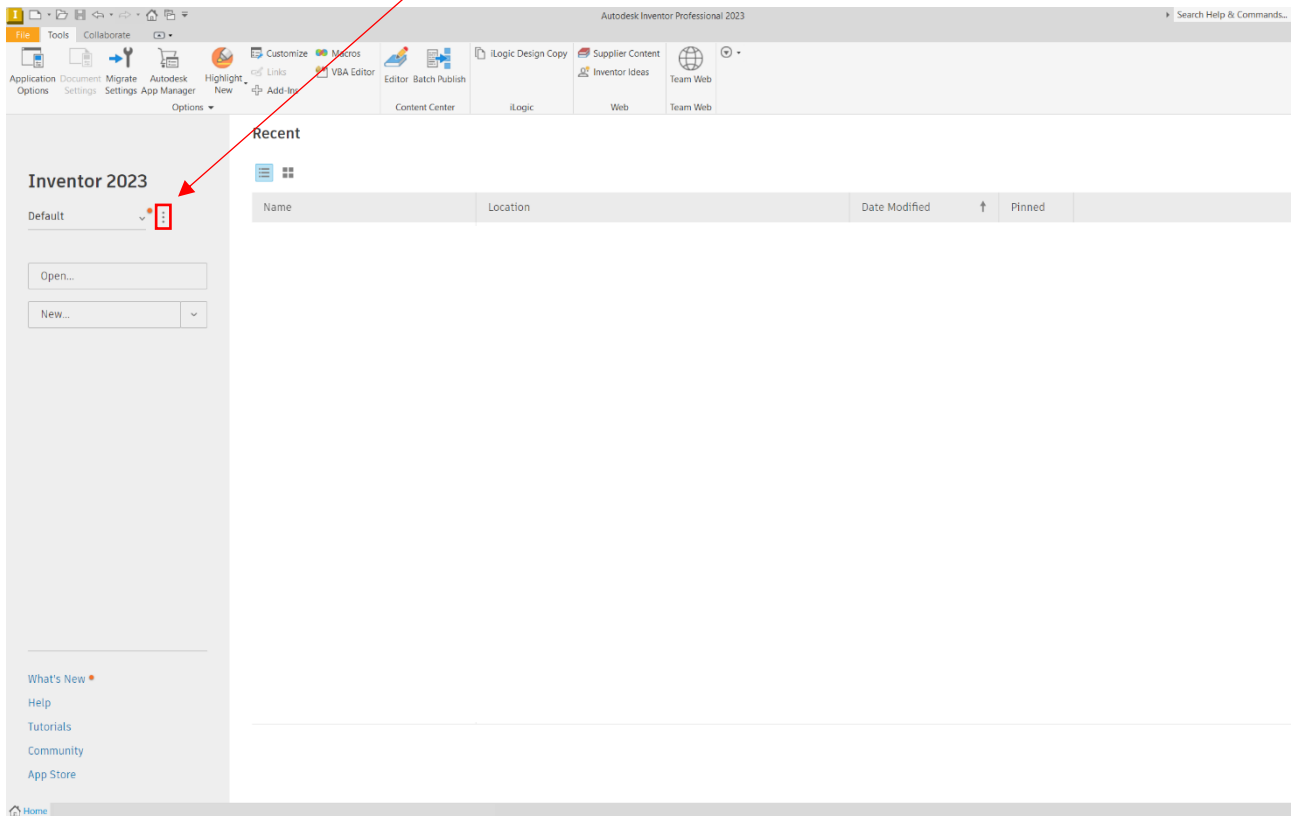 I Autodesk Inventor Professional 2023 Search Help & Commands...
File Tools Collaborate
Application Options
Document Settings
Migrate Settings
Autodesk App Manager
Highlight New
Customize
Links
Add-Ins
Macros
VBA Editor
Editor
Batch Publish
iLogic Design Copy
Supplier Content
Inventor Ideas
Team Web
Options Content Center iLogic Web Team Web
Inventor 2023
Default
Open...
New...
Recent
Name Location Date Modified Pinned
What's New
Help
Tutorials
Community
App Store
Home